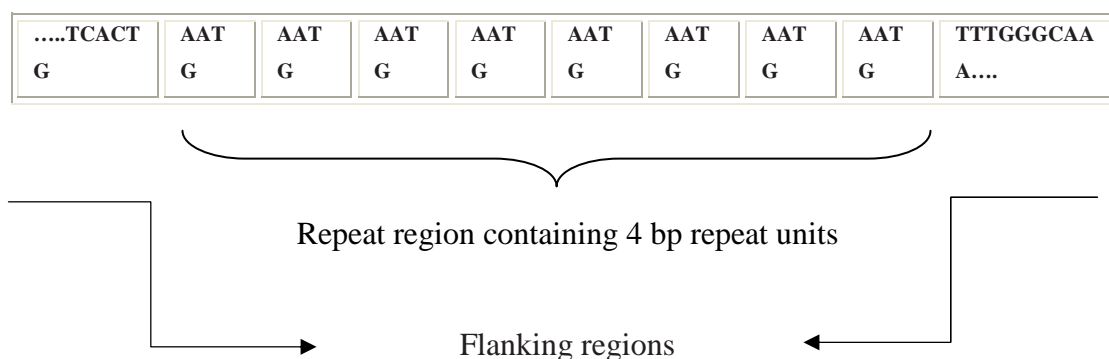 …..TCACT AAT AAT AAT AAT AAT AAT AAT AAT TTTGGGCAA
G G G G G G G G G A….
Repeat region containing 4 bp repeat units
Flanking regions